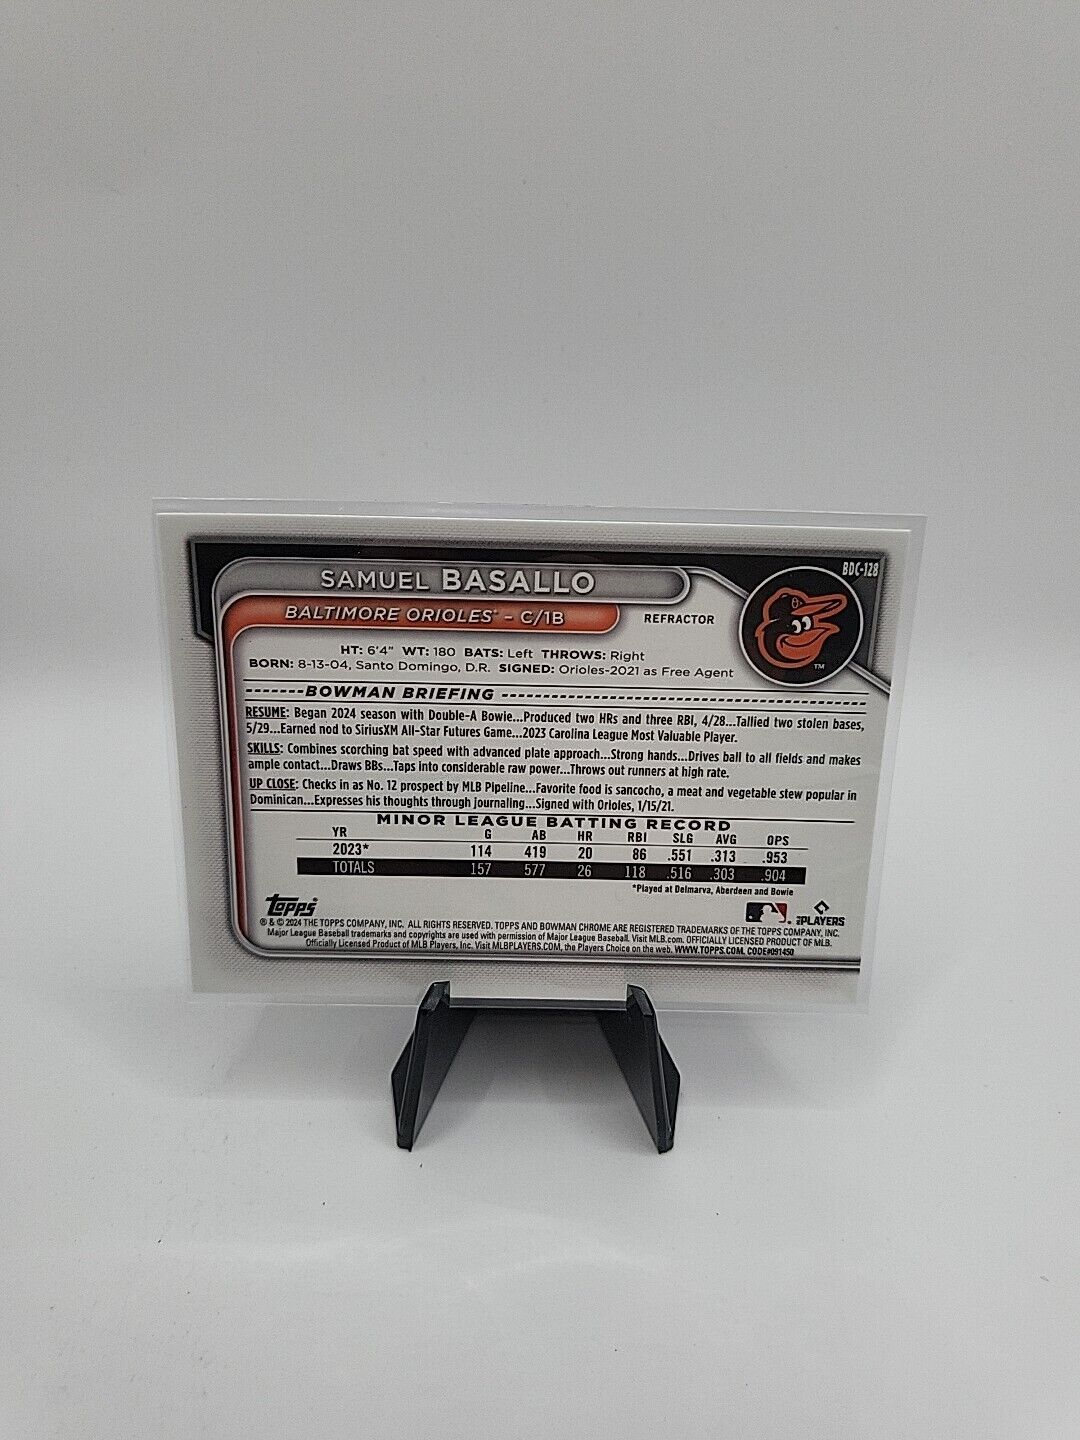 BDC-128
SAMUEL BASALLO
BALTIMORE ORIOLES® – C/1B
REFRACTOR
TM
HT: 6'4" WT: 180 BATS: Left THROWS: Right
BORN: 8-13-04, Santo Domingo, D.R. SIGNED: Orioles-2021 as Free Agent
BOWMAN BRIEFING
RESUME: Began 2024 season with Double-A Bowie...Produced two HRs and three RBI, 4/28...Tallied two stolen bases,
5/29...Earned nod to SiriusXM All-Star Futures Game...2023 Carolina League Most Valuable Player.
SKILLS: Combines scorching bat speed with advanced plate approach...Strong hands...Drives ball to all fields and makes
ample contact...Draws BBs...Taps into considerable raw power...Throws out runners at high rate.
UP CLOSE: Checks in as No. 12 prospect by MLB Pipeline...Favorite food is sancocho, a meat and vegetable stew popular in
Dominican...Expresses his thoughts through journaling...Signed with Orioles, 1/15/21.
MINOR LEAGUE BATTING RECORD
YR G AB HR RBI SLG AVG OPS
2023* 114 419 20 86 .551 .313 .953
TOTALS 157 577 26 118 .516 .303 .904
*Played at Delmarva, Aberdeen and Bowie
Topps
MLB PLAYERS
® & © 2024 THE TOPPS COMPANY, INC. ALL RIGHTS RESERVED. TOPPS AND BOWMAN CHROME ARE REGISTERED TRADEMARKS OF THE TOPPS COMPANY, INC.
Major League Baseball trademarks and copyrights are used with permission of Major League Baseball. Visit MLB.com. OFFICIALLY LICENSED PRODUCT OF MLB.
Officially Licensed Product of MLB Players, Inc. Visit MLBPLAYERS.COM, the Players Choice on the web. WWW.TOPPS.COM. CODE#091450